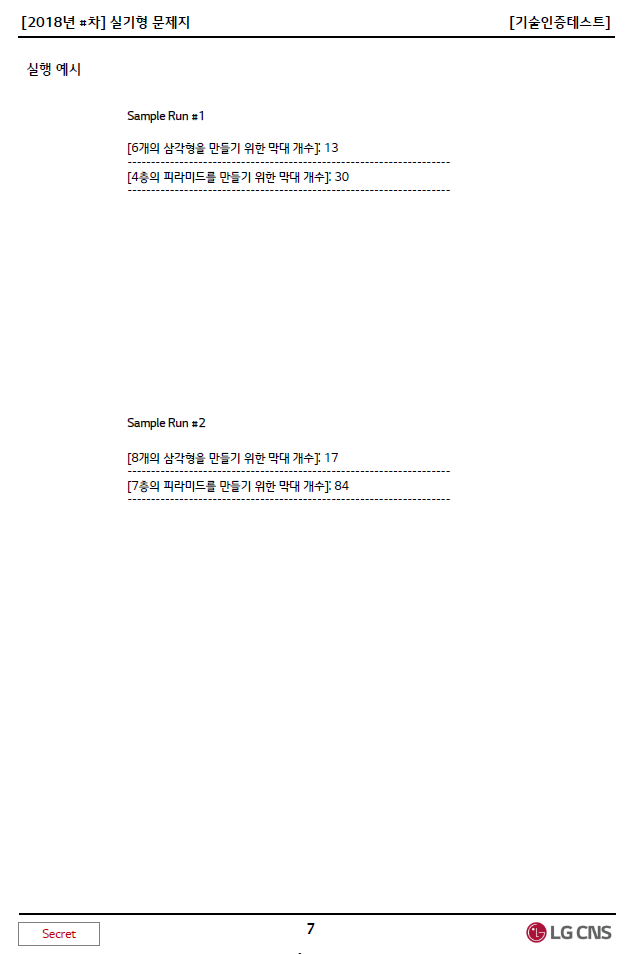 [2018년 #차] 실기형 문제지 [기술인증테스트]
실행 예시
Sample Run #1
[6개의 삼각형을 만들기 위한 막대 개수]: 13
----------------------------------------------------------------------
[4층의 피라미드를 만들기 위한 막대 개수]: 30
----------------------------------------------------------------------
Sample Run #2
[8개의 삼각형을 만들기 위한 막대 개수]: 17
----------------------------------------------------------------------
[7층의 피라미드를 만들기 위한 막대 개수]: 84
----------------------------------------------------------------------
Secret 7 LG CNS